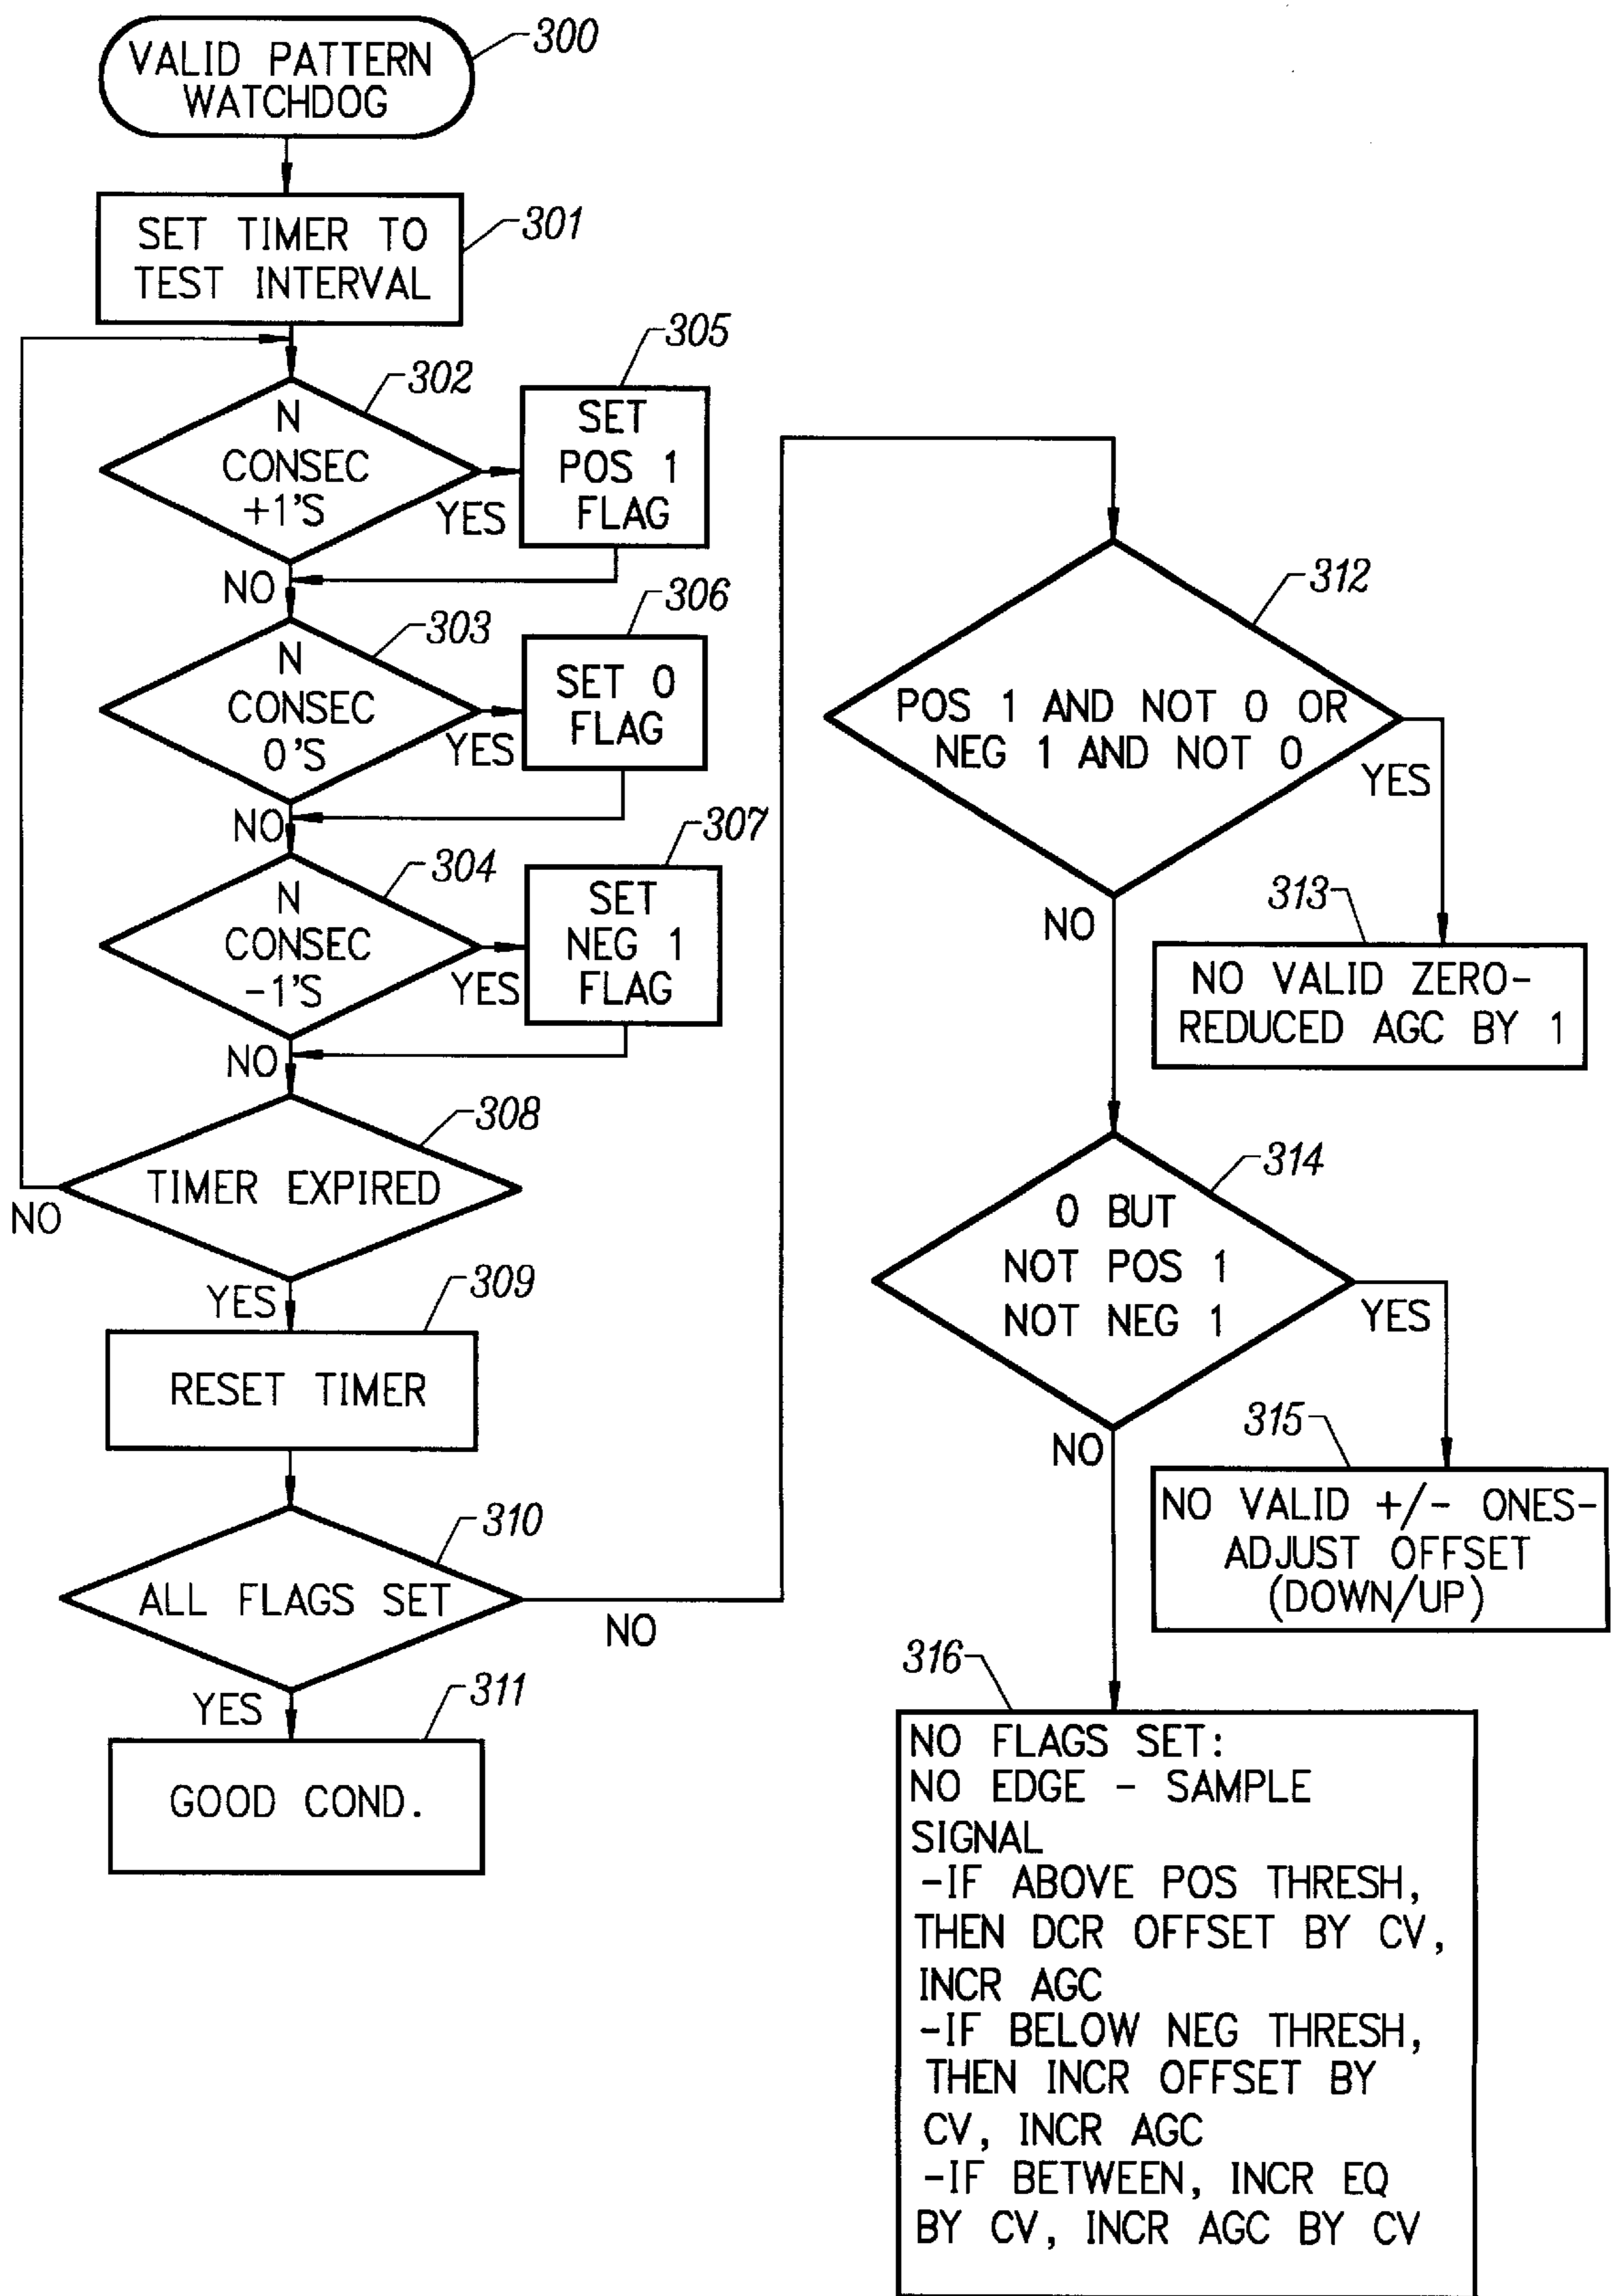 VALID PATTERN
WATCHDOG
300
SET TIMER TO
TEST INTERVAL
301
N
CONSEC
+1'S
302
YES
NO
SET
POS 1
FLAG
305
N
CONSEC
0'S
303
YES
NO
SET 0
FLAG
306
N
CONSEC
-1'S
304
YES
NO
SET
NEG 1
FLAG
307
TIMER EXPIRED
308
NO
YES
RESET TIMER
309
ALL FLAGS SET
310
NO
YES
GOOD COND.
311
POS 1 AND NOT 0 OR
NEG 1 AND NOT 0
312
YES
NO
313
NO VALID ZERO-
REDUCED AGC BY 1
0 BUT
NOT POS 1
NOT NEG 1
314
YES
NO
315
NO VALID +/- ONES-
ADJUST OFFSET
(DOWN/UP)
316
NO FLAGS SET:
NO EDGE - SAMPLE
SIGNAL
-IF ABOVE POS THRESH,
THEN DCR OFFSET BY CV,
INCR AGC
-IF BELOW NEG THRESH,
THEN INCR OFFSET BY
CV, INCR AGC
-IF BETWEEN, INCR EQ
BY CV, INCR AGC BY CV